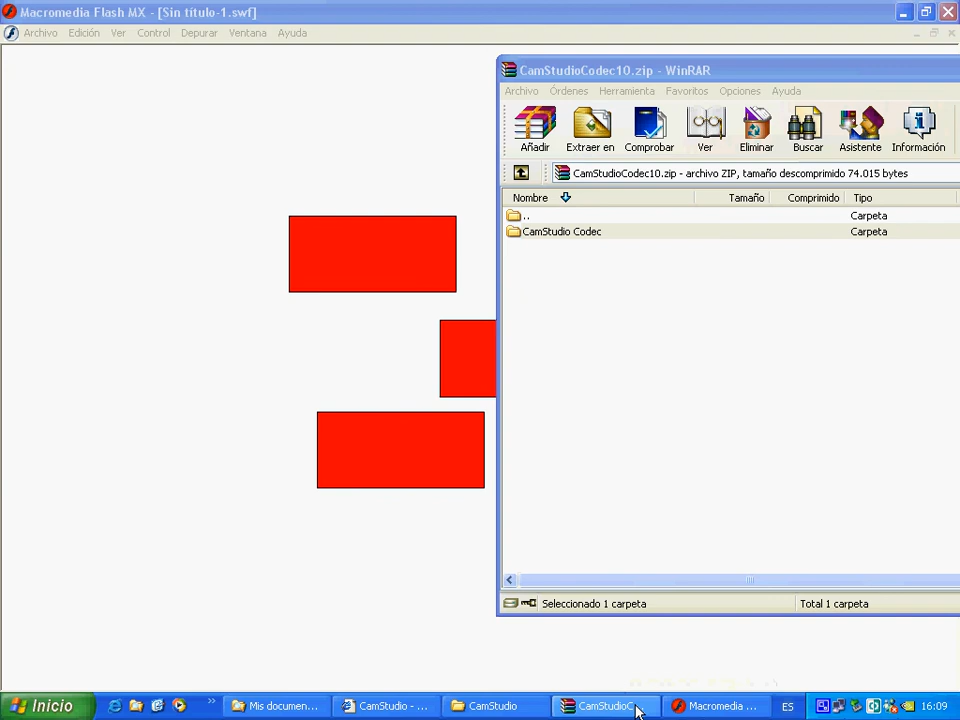 Macromedia Flash MX - [Sin título-1.swf]
Archivo Edición Ver Control Depurar Ventana Ayuda
CamStudioCodec10.zip - WinRAR
Archivo Órdenes Herramienta Favoritos Opciones Ayuda
Añadir Extraer en Comprobar Ver Eliminar Buscar Asistente Información
CamStudioCodec10.zip - archivo ZIP, tamaño descomprimido 74.015 bytes
Nombre Tamaño Comprimido Tipo
.. Carpeta
CamStudio Codec Carpeta
Seleccionado 1 carpeta Total 1 carpeta
Inicio » Mis documen... CamStudio - ... CamStudio CamStudioC Macromedia ... ES 16:09